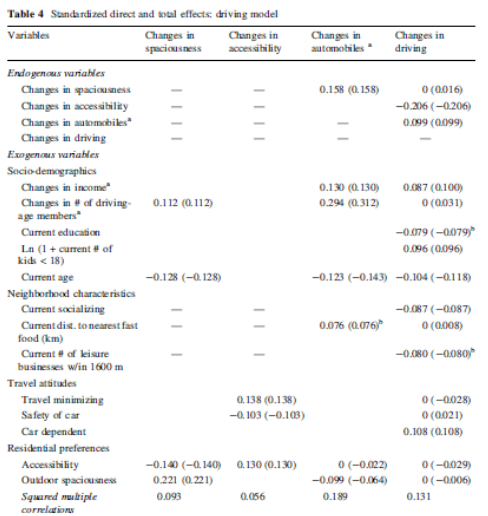 Table 4 Standardized direct and total effects: driving model
Variables Changes in spaciousness Changes in accessibility Changes in automobiles a Changes in driving
Endogenous variables
Changes in spaciousness — — 0.158 (0.158) 0 (0.016)
Changes in accessibility — — −0.206 (−0.206)
Changes in automobiles a — — — 0.099 (0.099)
Changes in driving — — — —
Exogenous variables
Socio-demographics
Changes in income a 0.130 (0.130) 0.087 (0.100)
Changes in # of driving-
age members a 0.112 (0.112) 0.294 (0.312) 0 (0.031)
Current education −0.079 (−0.079) b
Ln (1 + current # of
kids < 18) 0.096 (0.096)
Current age −0.128 (−0.128) −0.123 (−0.143) −0.104 (−0.118)
Neighborhood characteristics
Current socializing — — −0.087 (−0.087)
Current dist. to nearest fast
food (km) — — 0.076 (0.076) b 0 (0.008)
Current # of leisure
businesses w/in 1600 m — — −0.080 (−0.080) b
Travel attitudes
Travel minimizing 0.138 (0.138) 0 (−0.028)
Safety of car −0.103 (−0.103) 0 (0.021)
Car dependent 0.108 (0.108)
Residential preferences
Accessibility −0.140 (−0.140) 0.130 (0.130) 0 (−0.022) 0 (−0.029)
Outdoor spaciousness 0.221 (0.221) −0.099 (−0.064) 0 (−0.006)
Squared multiple
correlations 0.093 0.056 0.189 0.131